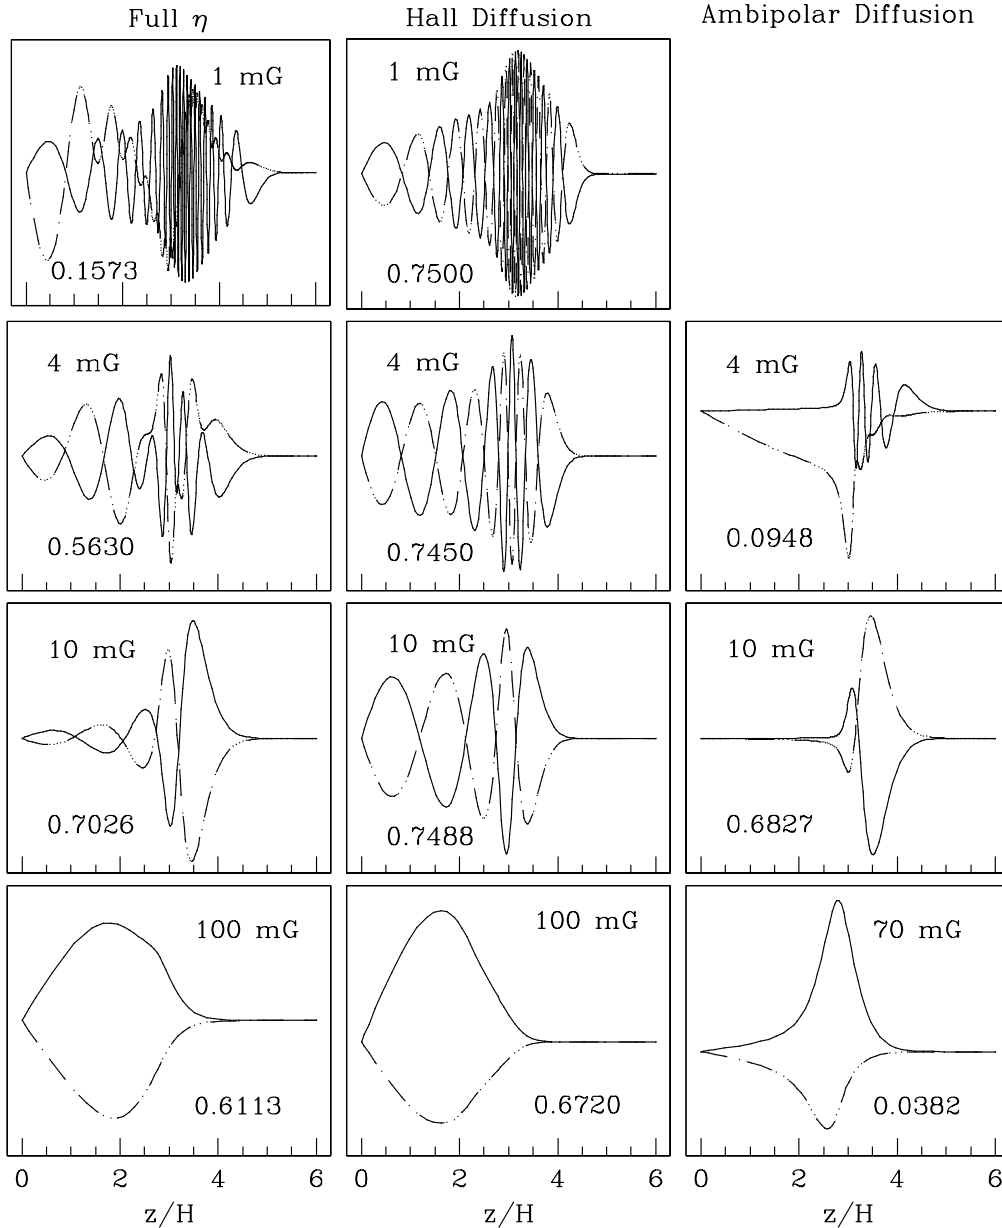 Full η
Hall Diffusion
Ambipolar Diffusion
1 mG
0.1573
1 mG
0.7500
4 mG
0.5630
4 mG
0.7450
4 mG
0.0948
10 mG
0.7026
10 mG
0.7488
10 mG
0.6827
100 mG
0.6113
100 mG
0.6720
70 mG
0.0382
0 2 4 6
0 2 4 6
0 2 4 6
z/H
z/H
z/H